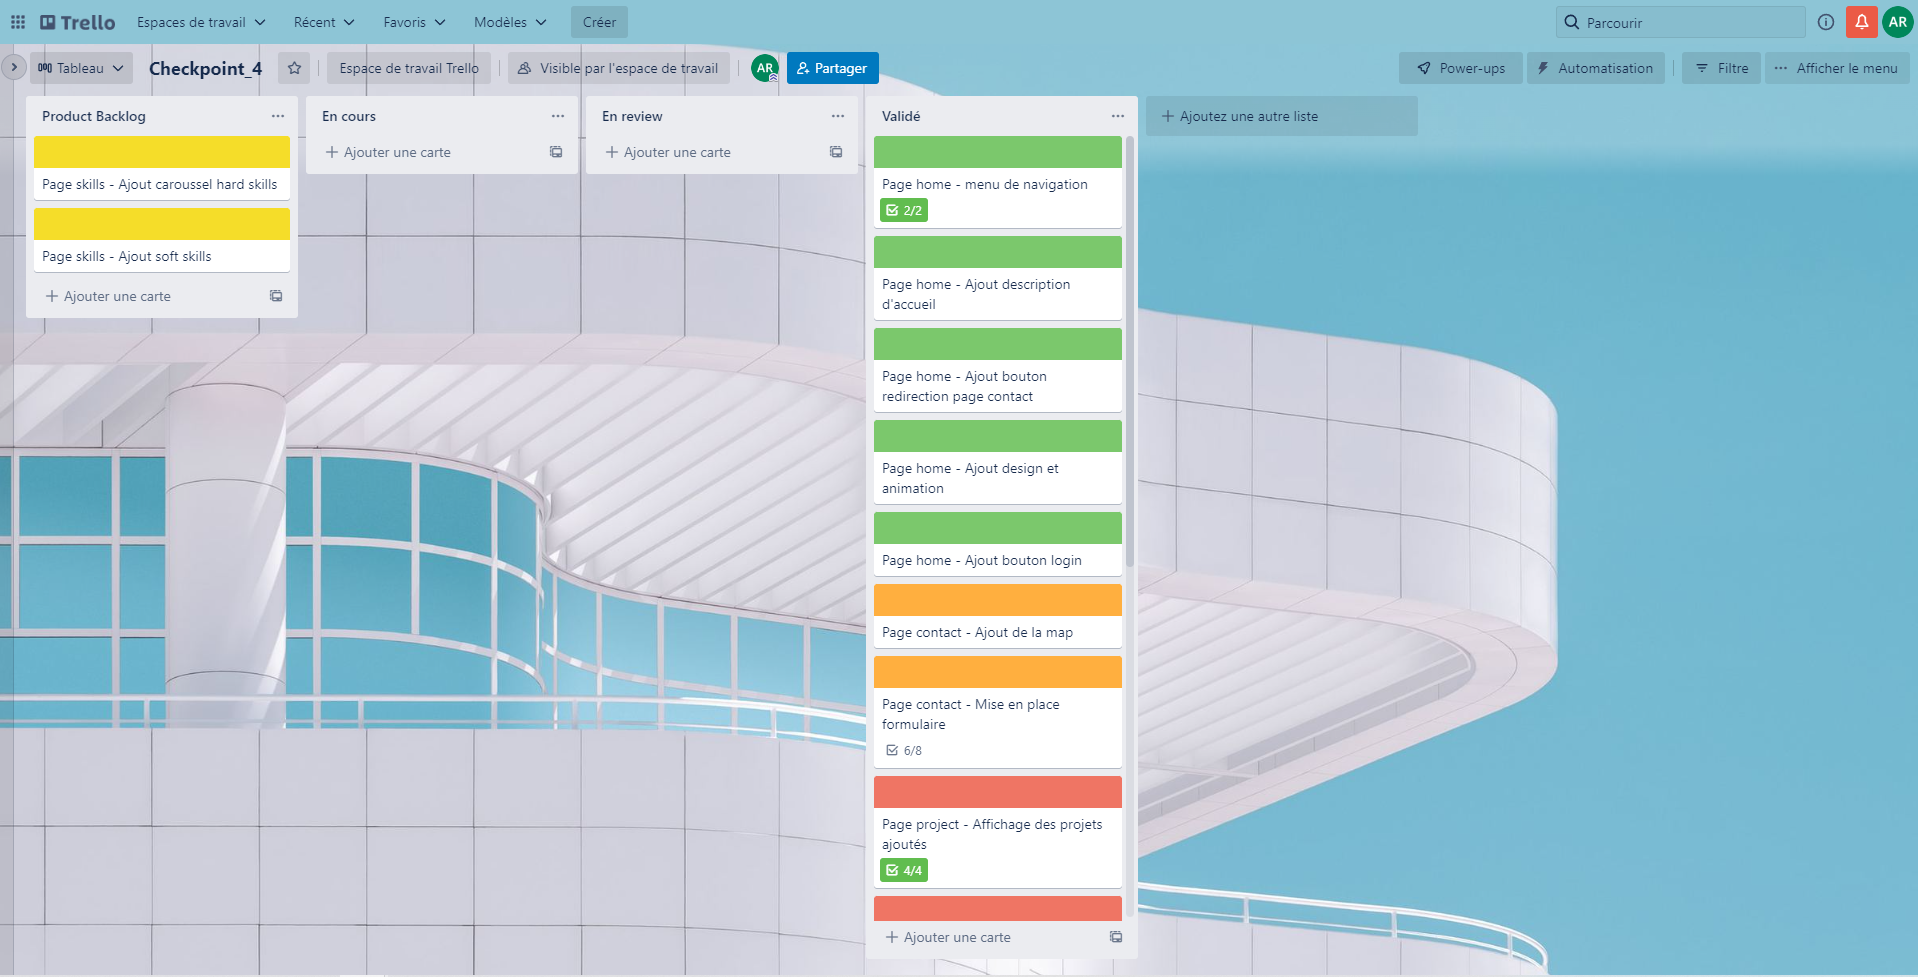 Trello
Espaces de travail
Récent
Favoris
Modèles
Créer
Parcourir
AR
Tableau
Checkpoint_4
Espace de travail Trello
Visible par l'espace de travail
AR
Partager
Power-ups
Automatisation
Filtre
Afficher le menu
Product Backlog
Page skills - Ajout caroussel hard skills
Page skills - Ajout soft skills
Ajouter une carte
En cours
Ajouter une carte
En review
Ajouter une carte
Validé
Page home - menu de navigation
2/2
Page home - Ajout description
d'accueil
Page home - Ajout bouton
redirection page contact
Page home - Ajout design et
animation
Page home - Ajout bouton login
Page contact - Ajout de la map
Page contact - Mise en place
formulaire
6/8
Page project - Affichage des projets
ajoutés
4/4
Ajouter une carte
Ajoutez une autre liste